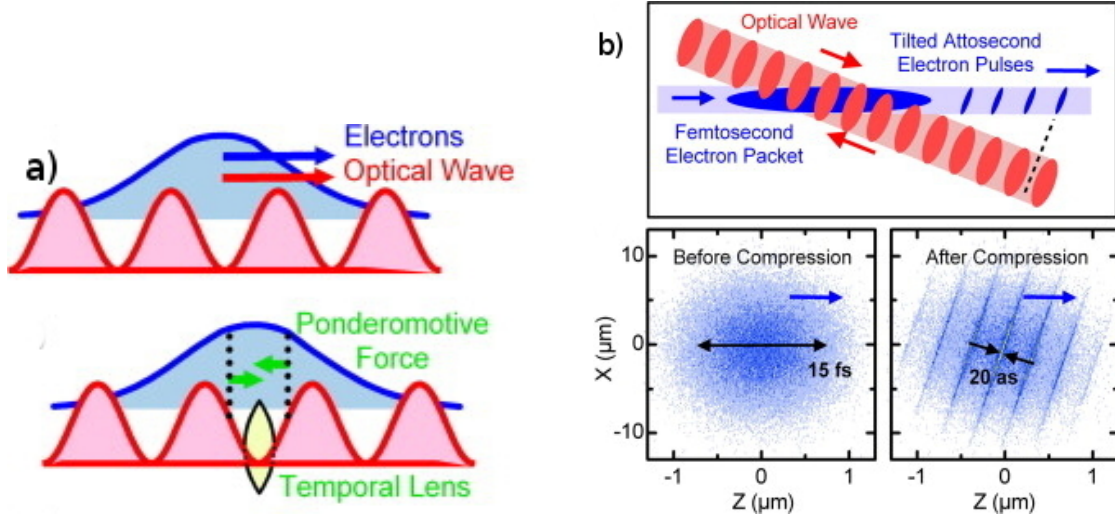 a)
Electrons
Optical Wave
Ponderomotive
Force
Temporal Lens
b)
Optical Wave
Tilted Attosecond
Electron Pulses
Femtosecond
Electron Packet
Before Compression
After Compression
X (μm)
10
0
-10
15 fs
20 as
-1
0
1
-1
0
1
Z (μm)
Z (μm)